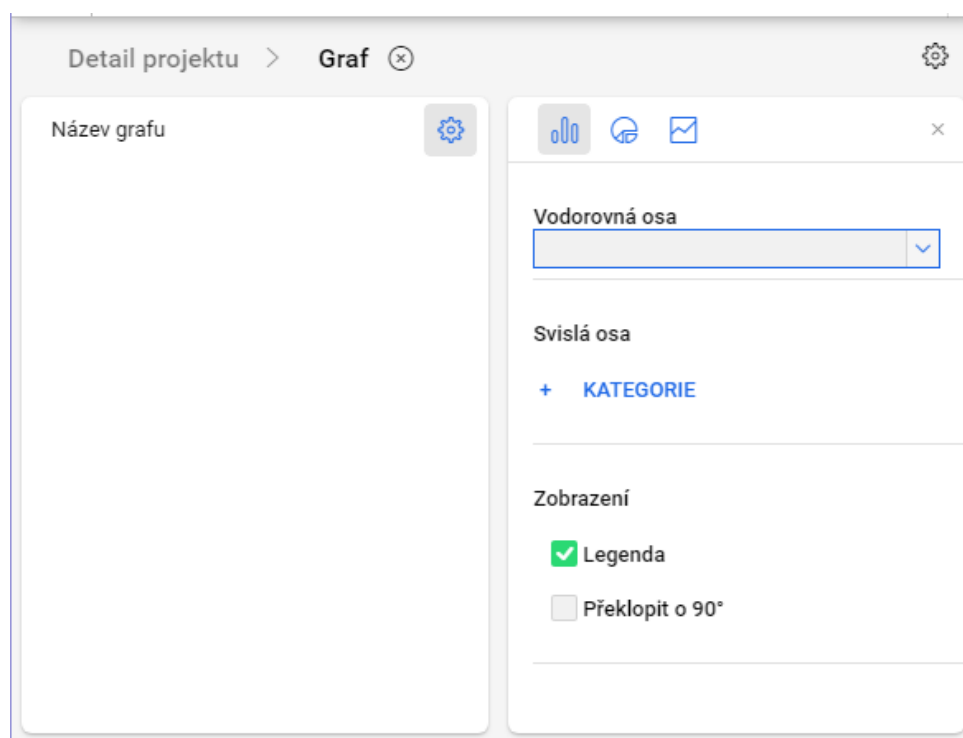 Detail projektu > Graf
Název grafu
Vodorovná osa
Svislá osa
+ KATEGORIE
Zobrazení
Legenda
Překlopit o 90°